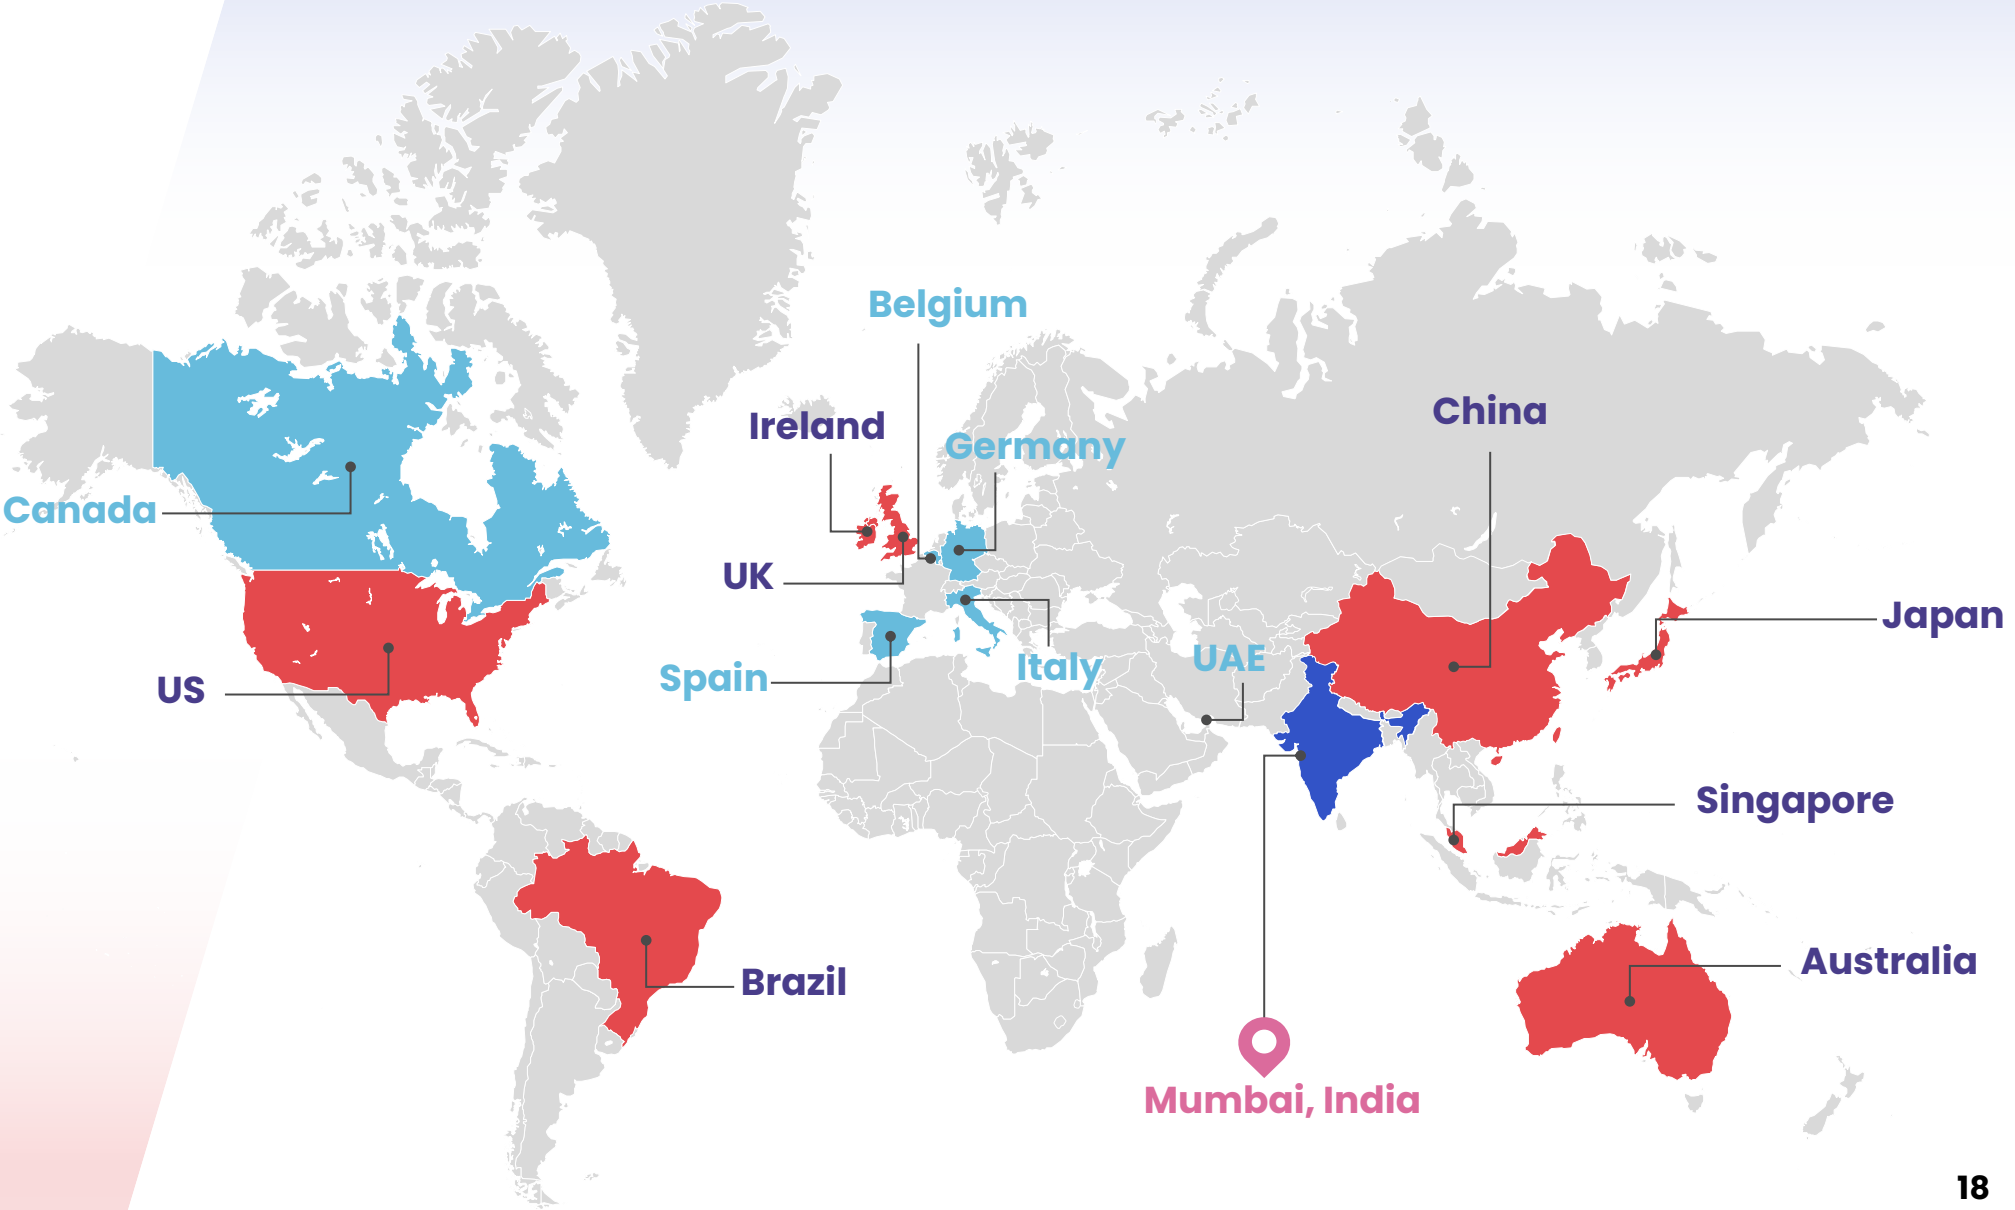 Belgium
Ireland
Germany
China
Canada
UK
Japan
US
Spain
Italy
UAE
Singapore
Brazil
Australia
Mumbai, India
18